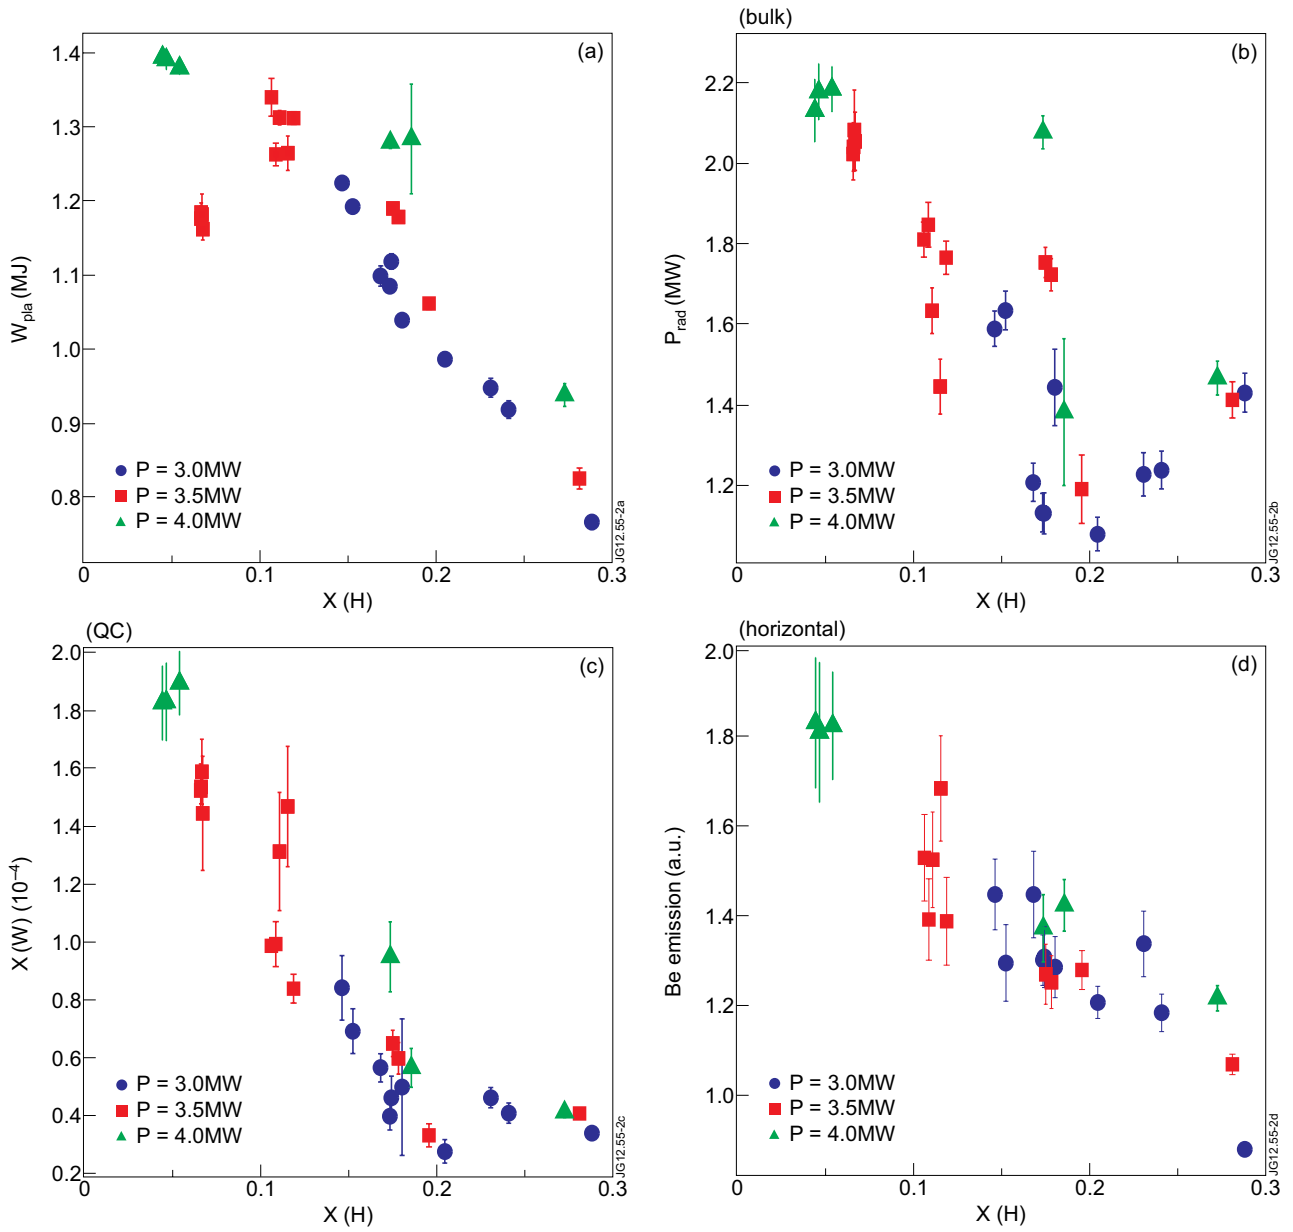 (a)
1.4
1.3
1.2
1.1
1.0
0.9
0.8
W_pla (MJ)
P = 3.0MW
P = 3.5MW
P = 4.0MW
JG12.55-2a
0
0.1
0.2
0.3
X (H)
(bulk)
(b)
2.2
2.0
1.8
1.6
1.4
1.2
P_rad (MW)
P = 3.0MW
P = 3.5MW
P = 4.0MW
JG12.55-2b
0
0.1
0.2
0.3
X (H)
(QC)
(c)
2.0
1.8
1.6
1.4
1.2
1.0
0.8
0.6
0.4
0.2
X (W) (10⁻⁴)
P = 3.0MW
P = 3.5MW
P = 4.0MW
JG12.55-2c
0
0.1
0.2
0.3
X (H)
(horizontal)
(d)
2.0
1.8
1.6
1.4
1.2
1.0
Be emission (a.u.)
P = 3.0MW
P = 3.5MW
P = 4.0MW
JG12.55-2d
0
0.1
0.2
0.3
X (H)